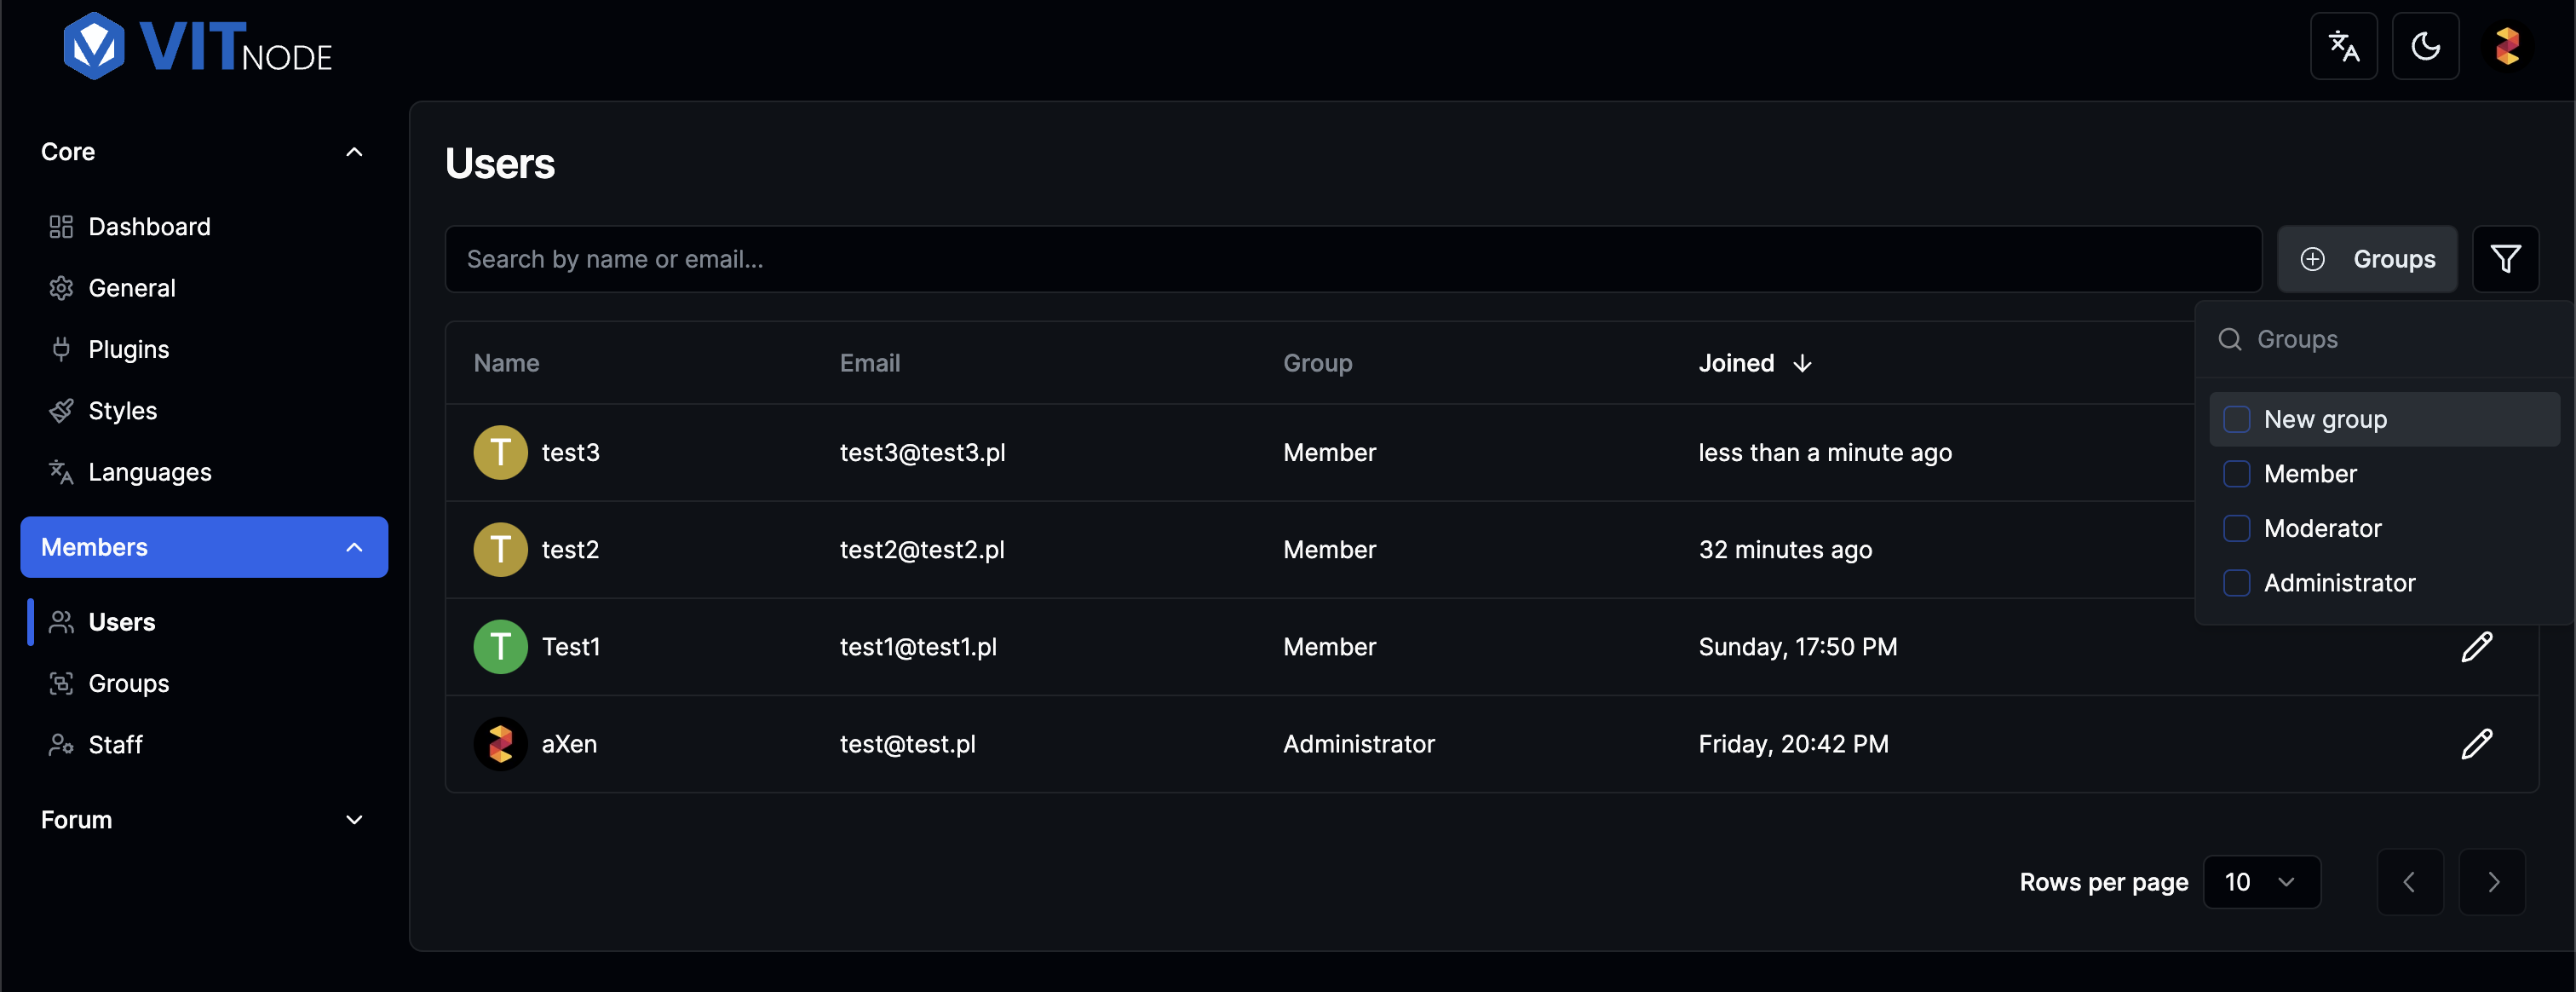 VITNODE
Core
Dashboard
General
Plugins
Styles
Languages
Members
Users
Groups
Staff
Forum
Users
Search by name or email...
Groups
Name Email Group Joined
T test3 test3@test3.pl Member less than a minute ago
T test2 test2@test2.pl Member 32 minutes ago
T Test1 test1@test1.pl Member Sunday, 17:50 PM
aXen test@test.pl Administrator Friday, 20:42 PM
Groups
New group
Member
Moderator
Administrator
Rows per page 10